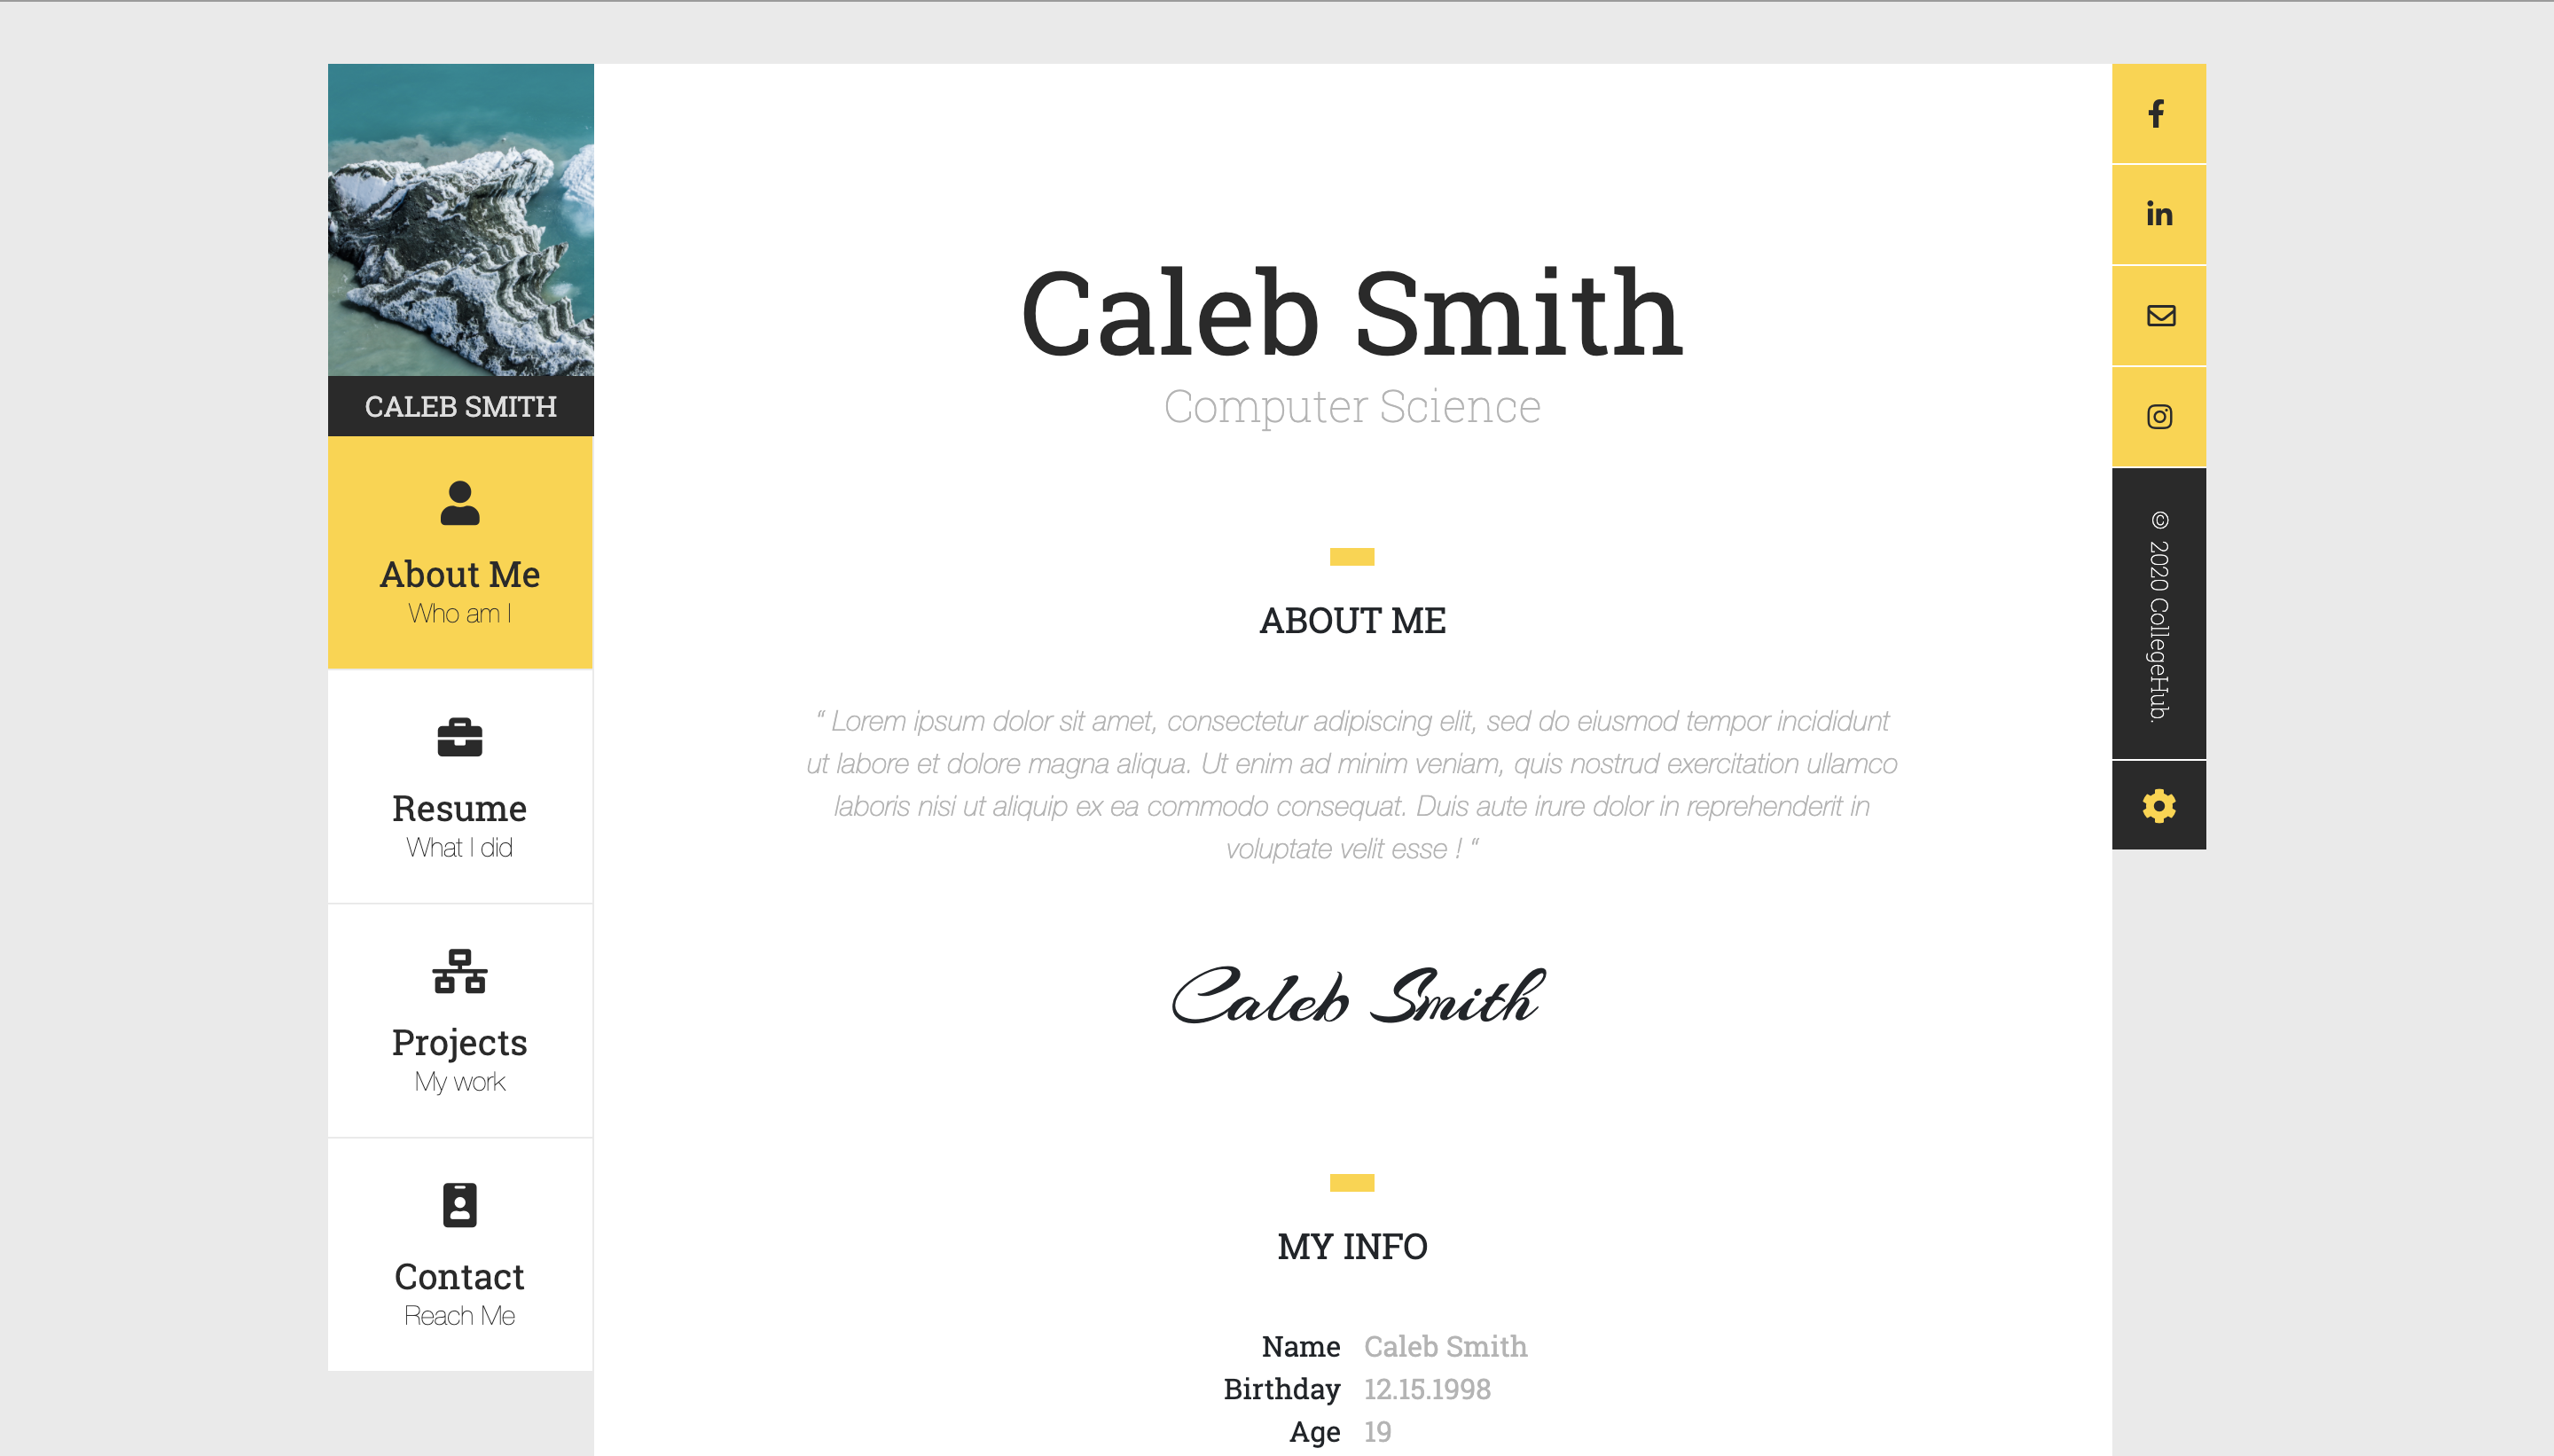 CALEB SMITH
About Me
Who am I
Resume
What I did
Projects
My work
Contact
Reach Me
Caleb Smith
Computer Science
ABOUT ME
“ Lorem ipsum dolor sit amet, consectetur adipiscing elit, sed do eiusmod tempor incididunt
ut labore et dolore magna aliqua. Ut enim ad minim veniam, quis nostrud exercitation ullamco
laboris nisi ut aliquip ex ea commodo consequat. Duis aute irure dolor in reprehenderit in
voluptate velit esse ! “
Caleb Smith
MY INFO
Name Caleb Smith
Birthday 12.15.1998
Age 19
f
in
© 2020 CollegeHub.